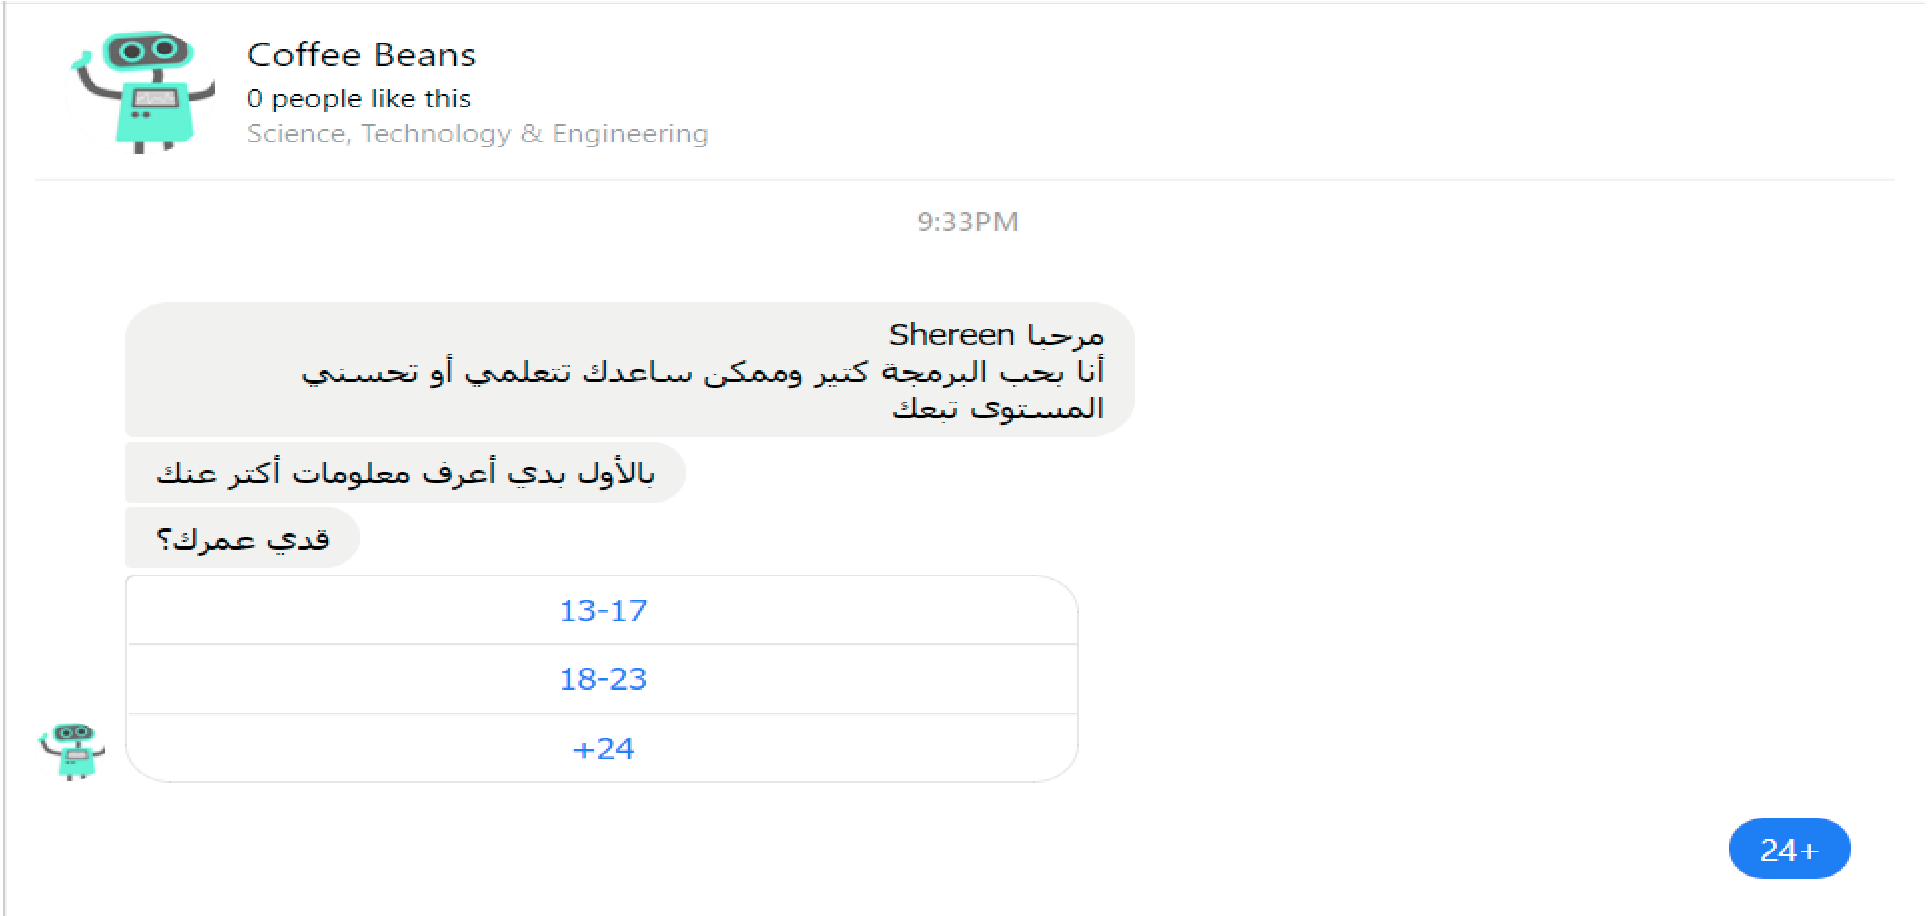 Coffee Beans
0 people like this
Science, Technology & Engineering
9:33PM
مرحبا Shereen
أنا بحب البرمجة كتير وممكن ساعدك تتعلمي أو تحسني
المستوى تبعك
بالأول بدي أعرف معلومات أكتر عنك
قدي عمرك؟
13-17
18-23
+24
24+